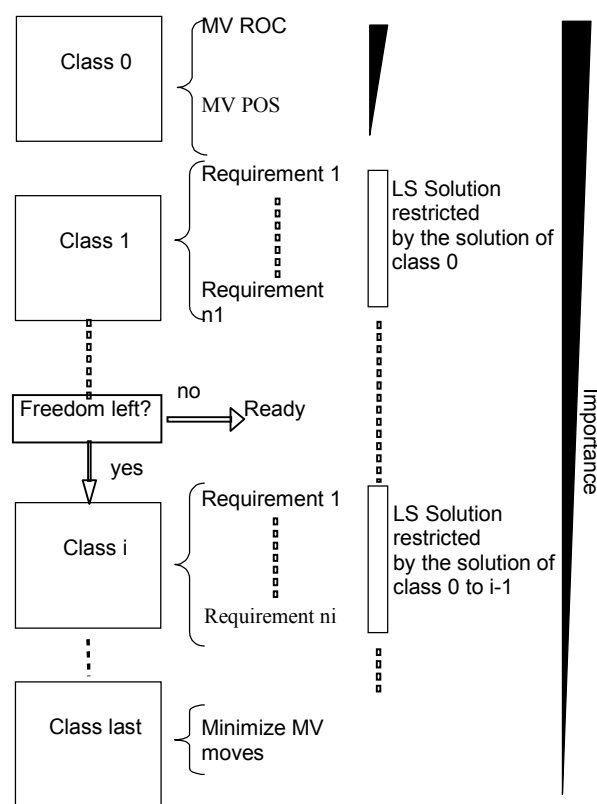 MV ROC
Class 0
MV POS
Requirement 1
LS Solution
restricted
by the solution of
class 0
Class 1
Requirement
n1
no
Freedom left?
Ready
yes
Importance
Requirement 1
LS Solution
restricted
by the solution of
class 0 to i-1
Class i
Requirement ni
Class last
Minimize MV
moves